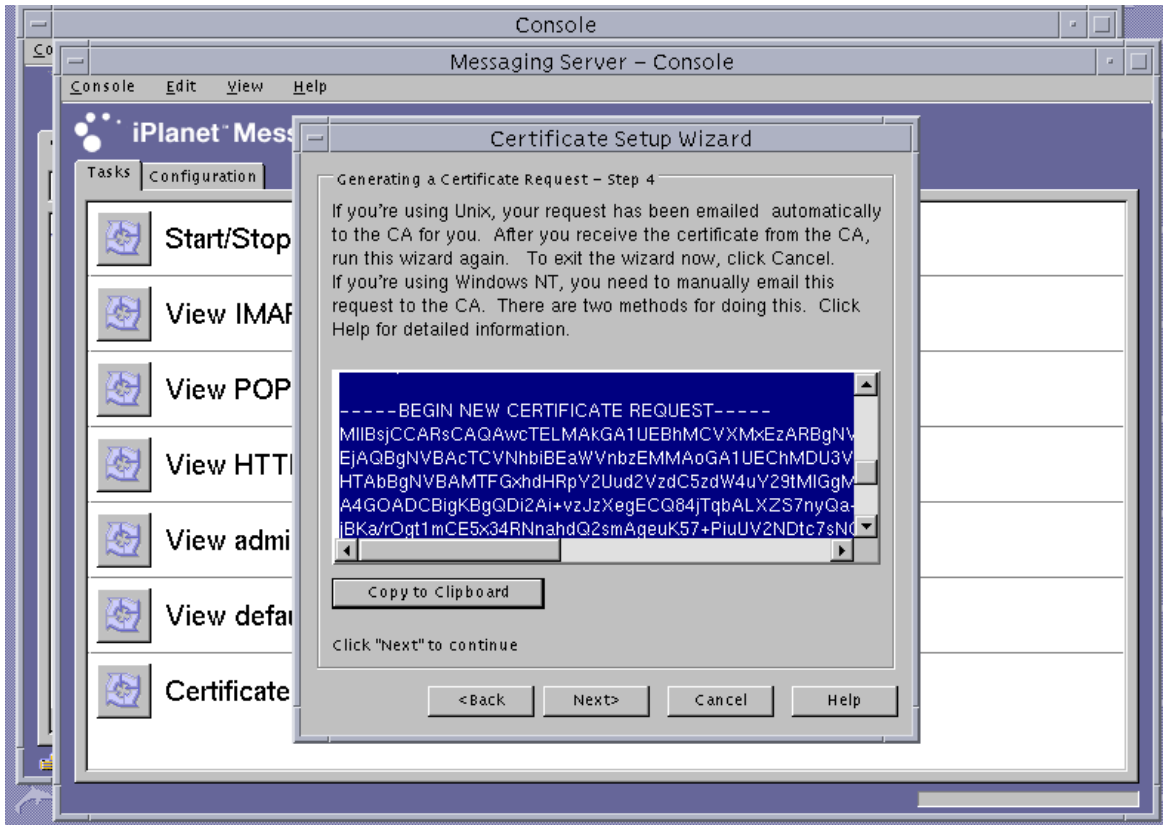 Console
Co
Messaging Server – Console
Console Edit View Help
iPlanet™ Mess
Tasks
Configuration
Start/Stop
View IMAP
View POP
View HTT
View admi
View defau
Certificate
Certificate Setup Wizard
Generating a Certificate Request – Step 4
If you're using Unix, your request has been emailed automatically
to the CA for you. After you receive the certificate from the CA,
run this wizard again. To exit the wizard now, click Cancel.
If you're using Windows NT, you need to manually email this
request to the CA. There are two methods for doing this. Click
Help for detailed information.
-----BEGIN NEW CERTIFICATE REQUEST-----
MIIBsjCCARsCAQAwcTELMAkGA1UEBhMCVXMxEzARBgNV
EjAQBgNVBAcTCVNhbiBEaWVnbzEMMAoGA1UEChMDU3V
HTAbBgNVBAMTFGxhdHRpY2Uud2VzdC5zdW4uY29tMIGgM
A4GOADCBigKBgQDi2Ai+vzJzXegECQ84jTqbALXZS7nyQa
iBKa/rOgt1mCE5x34RNnahdQ2smAgeuK57+PiuUV2NDtc7sN
Copy to Clipboard
Click "Next" to continue
<Back Next> Cancel Help